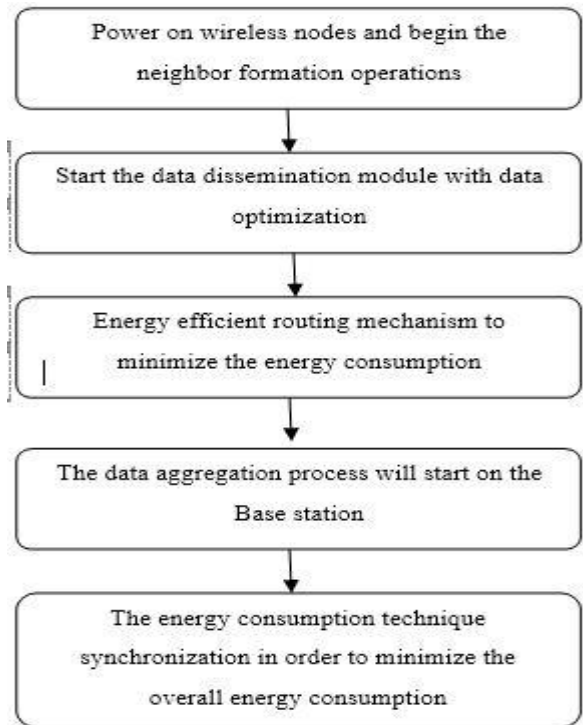 Power on wireless nodes and begin the
neighbor formation operations
Start the data dissemination module with data
optimization
Energy efficient routing mechanism to
minimize the energy consumption
The data aggregation process will start on the
Base station
The energy consumption technique
synchronization in order to minimize the
overall energy consumption